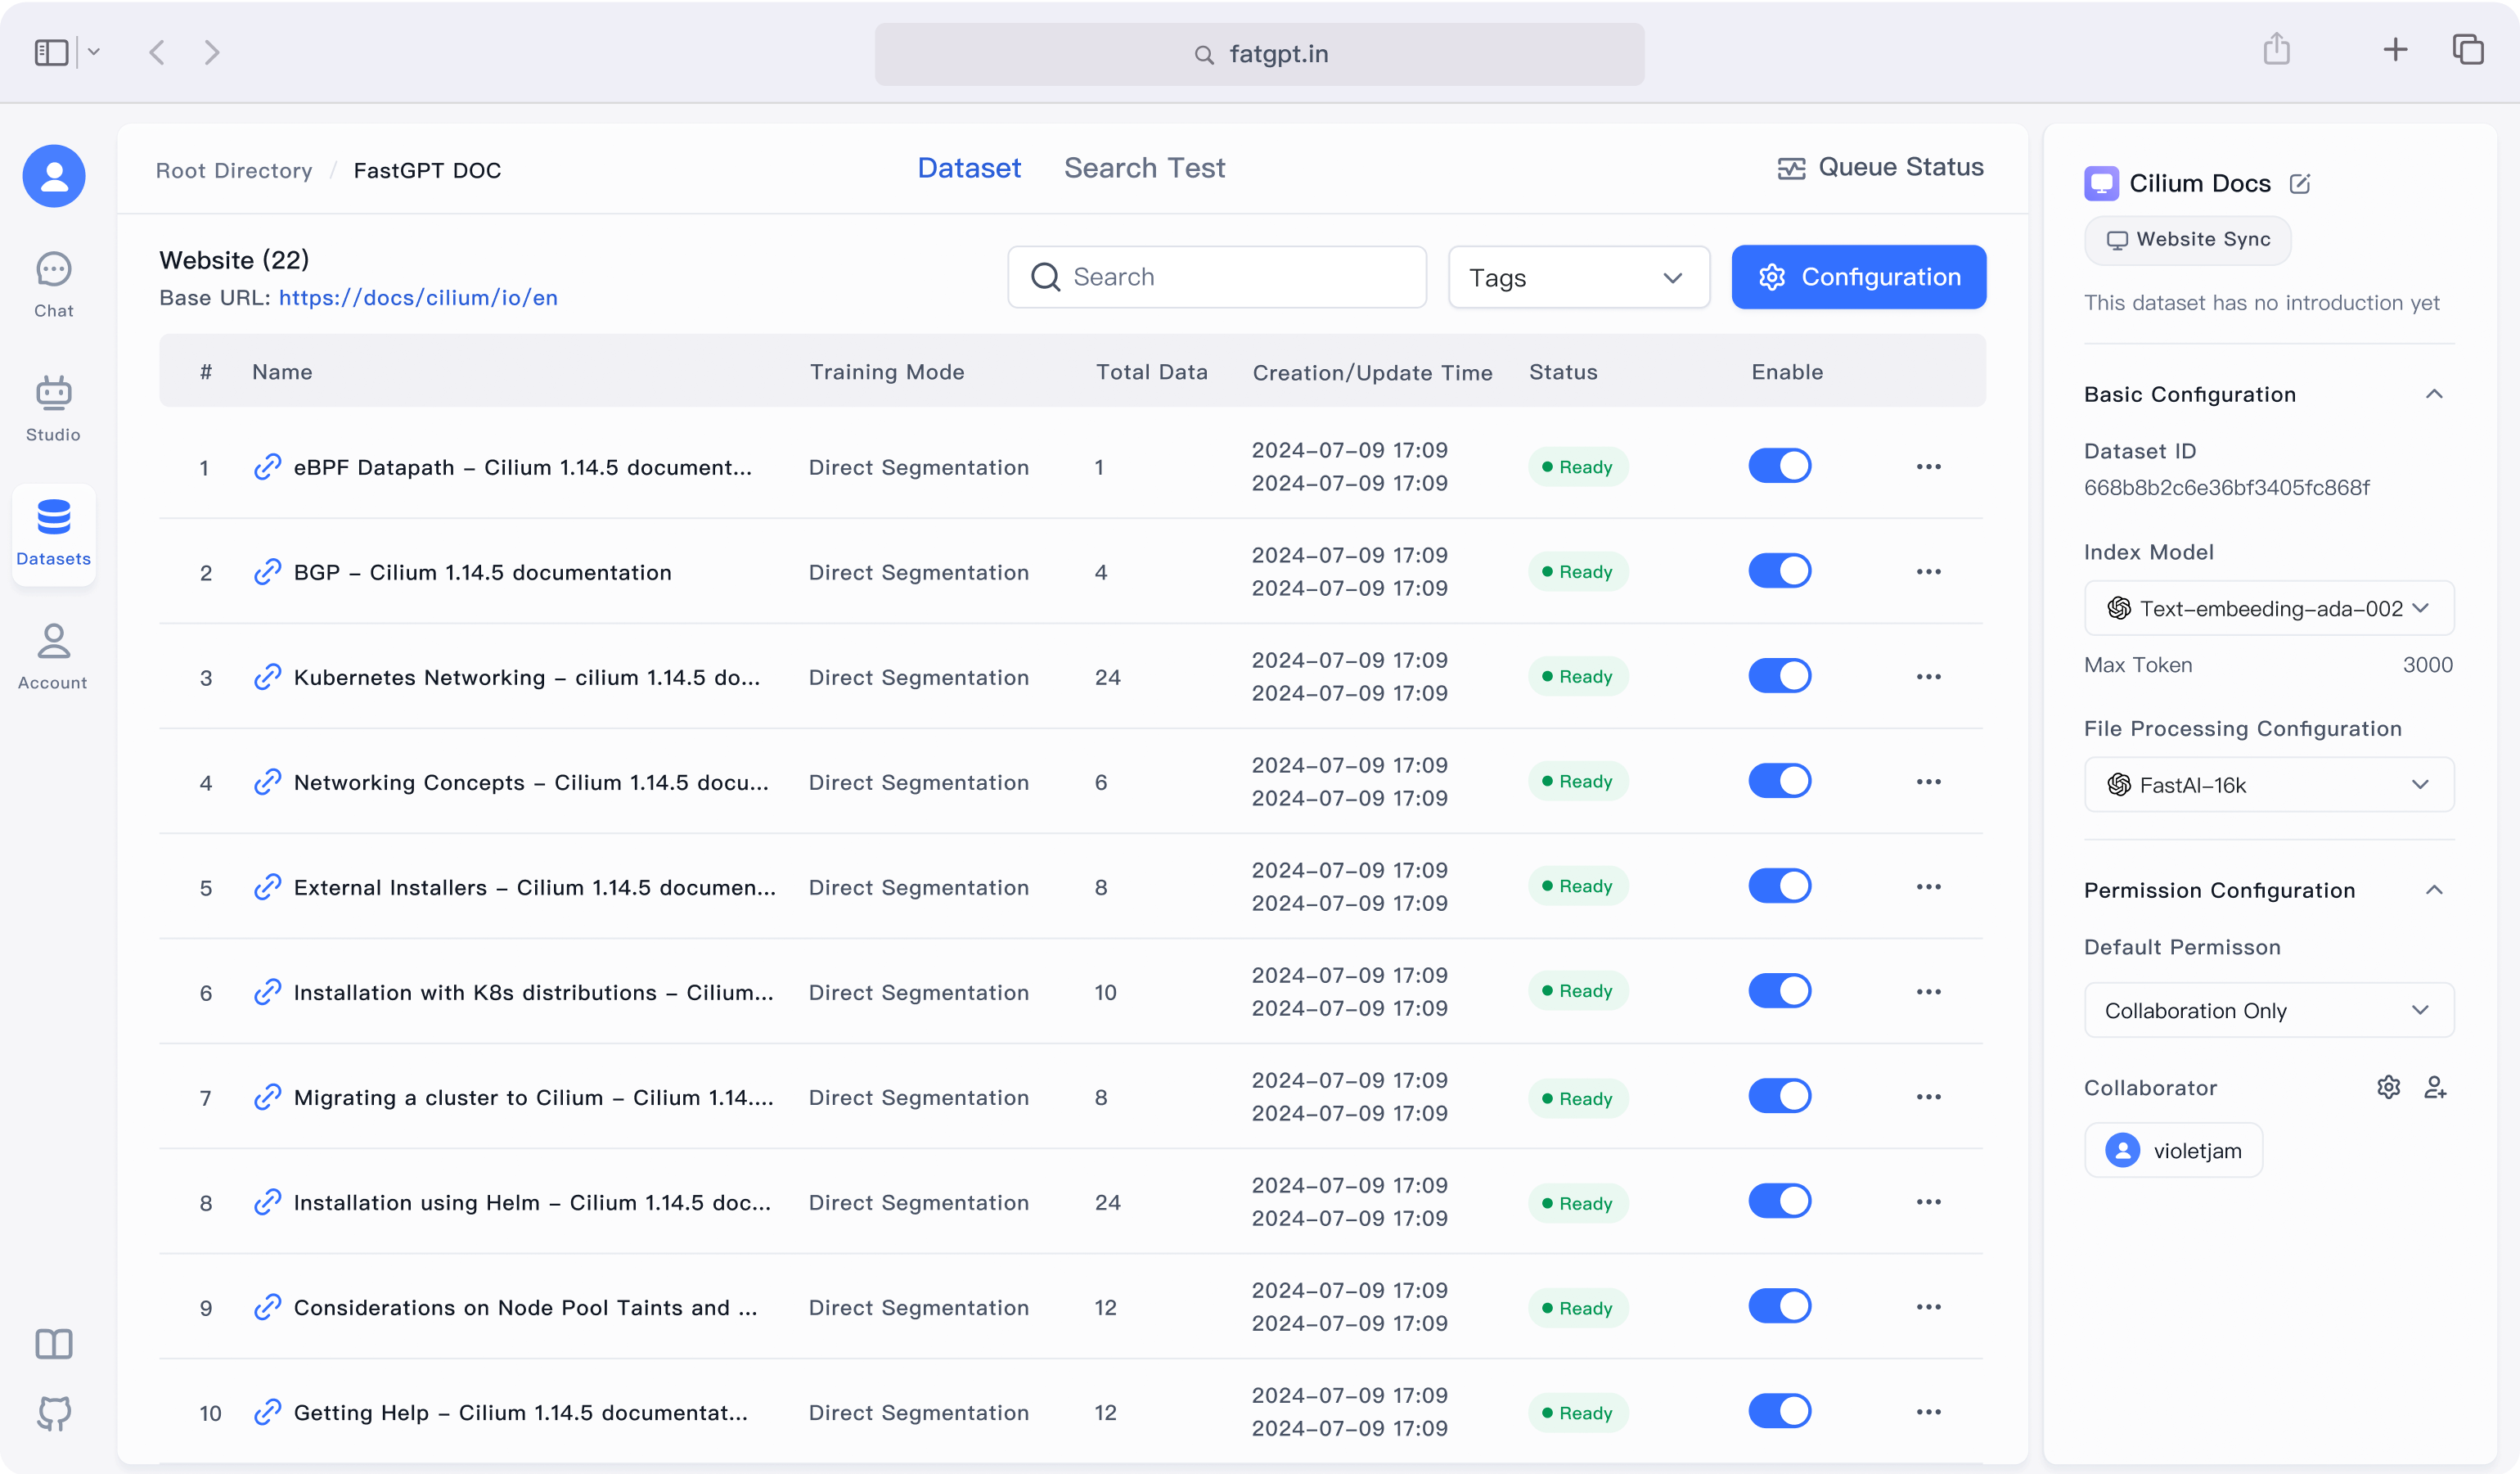 fatgpt.in
Chat
Studio
Datasets
Account
Root Directory / FastGPT DOC
Dataset
Search Test
Queue Status
Website (22)
Base URL: https://docs/cilium/io/en
Search
Tags
Configuration
# Name Training Mode Total Data Creation/Update Time Status Enable
1 eBPF Datapath – Cilium 1.14.5 document... Direct Segmentation 1 2024–07–09 17:09 Ready
2024–07–09 17:09
2 BGP – Cilium 1.14.5 documentation Direct Segmentation 4 2024–07–09 17:09 Ready
2024–07–09 17:09
3 Kubernetes Networking – cilium 1.14.5 do... Direct Segmentation 24 2024–07–09 17:09 Ready
2024–07–09 17:09
4 Networking Concepts – Cilium 1.14.5 docu... Direct Segmentation 6 2024–07–09 17:09 Ready
2024–07–09 17:09
5 External Installers – Cilium 1.14.5 documen... Direct Segmentation 8 2024–07–09 17:09 Ready
2024–07–09 17:09
6 Installation with K8s distributions – Cilium... Direct Segmentation 10 2024–07–09 17:09 Ready
2024–07–09 17:09
7 Migrating a cluster to Cilium – Cilium 1.14.... Direct Segmentation 8 2024–07–09 17:09 Ready
2024–07–09 17:09
8 Installation using Helm – Cilium 1.14.5 doc... Direct Segmentation 24 2024–07–09 17:09 Ready
2024–07–09 17:09
9 Considerations on Node Pool Taints and ... Direct Segmentation 12 2024–07–09 17:09 Ready
2024–07–09 17:09
10 Getting Help – Cilium 1.14.5 documentat... Direct Segmentation 12 2024–07–09 17:09 Ready
2024–07–09 17:09
Cilium Docs
Website Sync
This dataset has no introduction yet
Basic Configuration
Dataset ID
668b8b2c6e36bf3405fc868f
Index Model
Text–embeeding–ada–002
Max Token 3000
File Processing Configuration
FastAI–16k
Permission Configuration
Default Permisson
Collaboration Only
Collaborator
violetjam